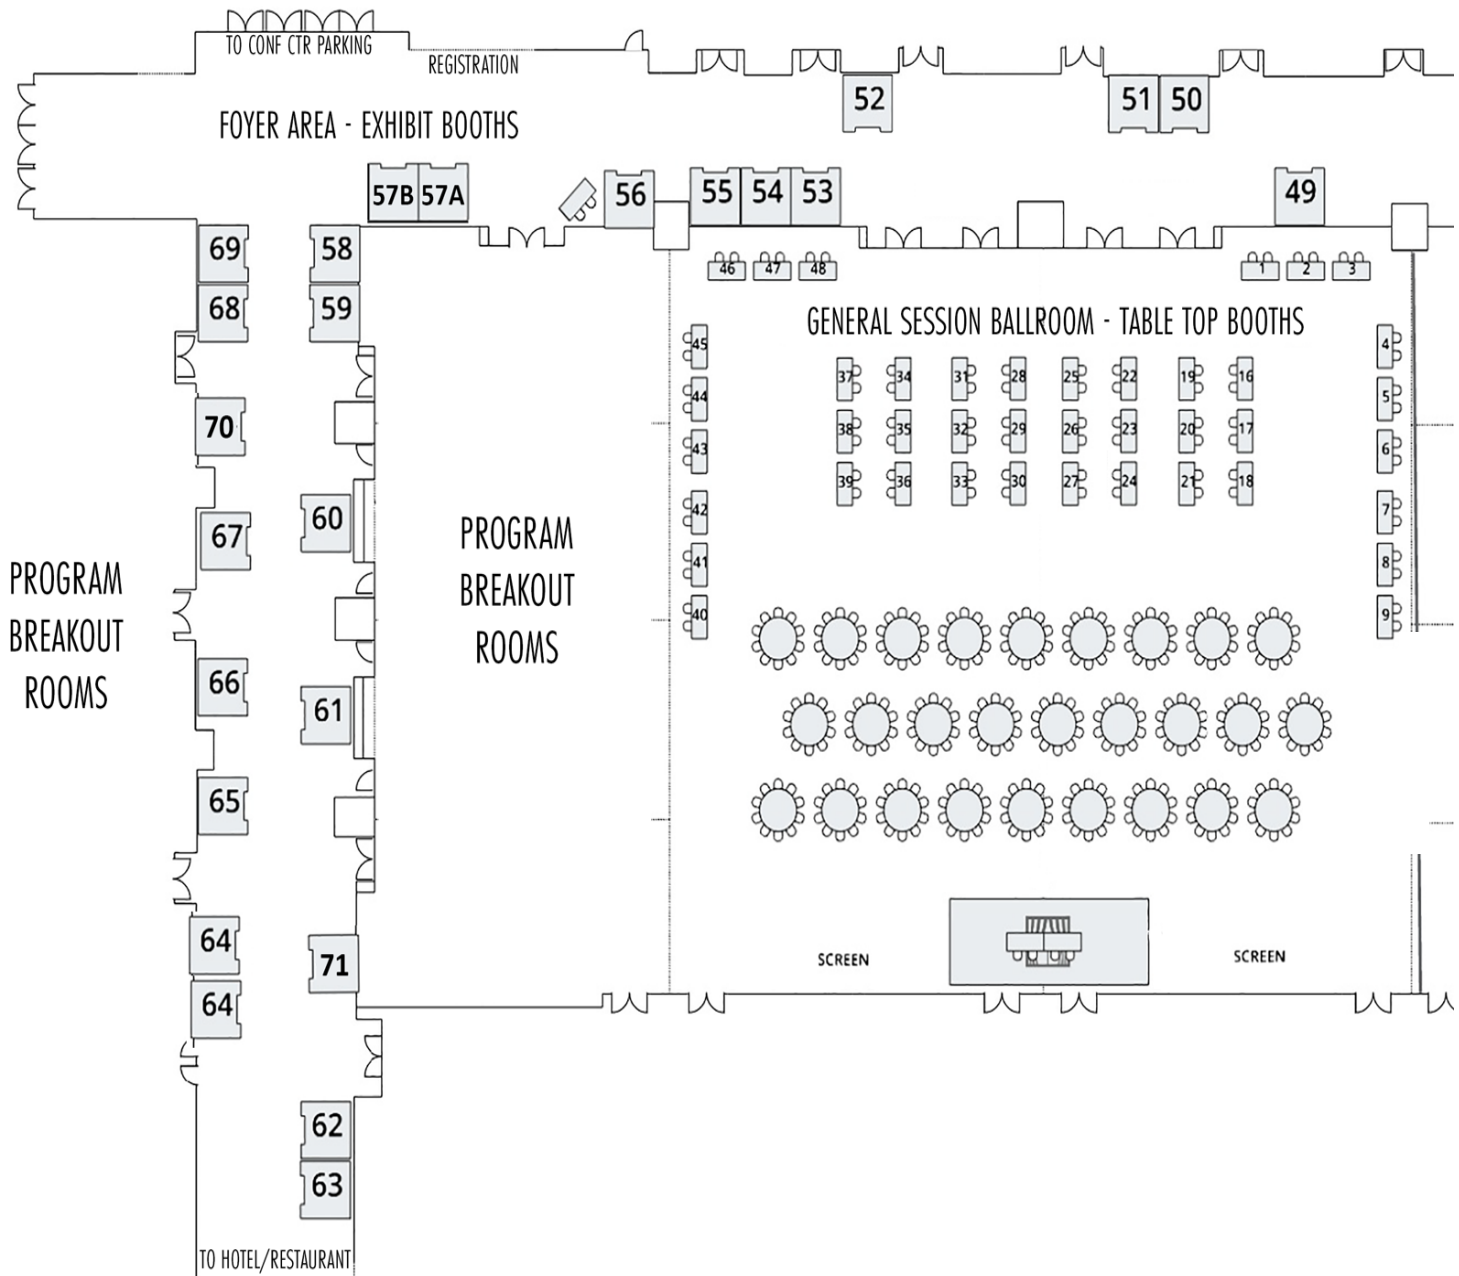 TO CONF CTR PARKING
REGISTRATION
52
51 50
FOYER AREA - EXHIBIT BOOTHS
57B 57A
56
55 54 53
49
69
58
46 47 48
1 2 3
68
59
GENERAL SESSION BALLROOM - TABLE TOP BOOTHS
45
4
37 34 31 28 25 22 19 16
44
5
70
38 35 32 29 26 23 20 17
43
6
39 36 33 30 27 24 21 18
42
7
60
67
PROGRAM
BREAKOUT
ROOMS
41
8
PROGRAM
BREAKOUT
ROOMS
40
9
66
61
65
64
71
SCREEN
SCREEN
64
62
63
TO HOTEL/RESTAURANT